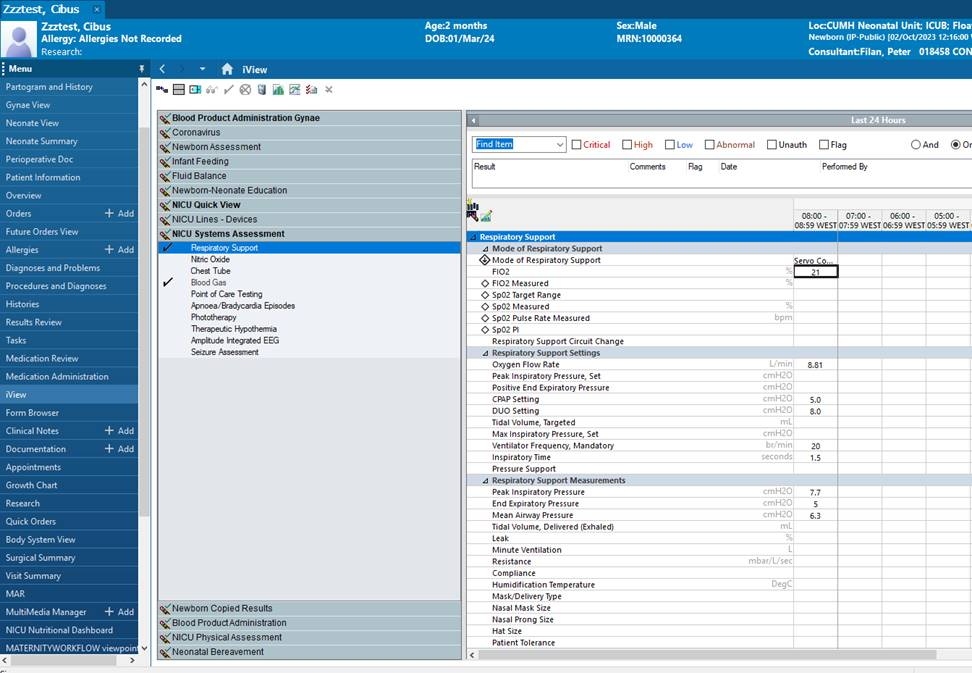 Zzztest, Cibus ×
Zzztest, Cibus Age:2 months Sex:Male Loc:CUMH Neonatal Unit; ICUB; Floa
Allergy: Allergies Not Recorded DOB:01/Mar/24 MRN:10000364 Newborn (IP-Public) [02/Oct/2023 12:16:00
Research: Consultant:Filan, Peter 018458 CON
Menu
iView
Partogram and History
Gynae View
Neonate View
Neonate Summary
Perioperative Doc
Patient Information
Overview
Orders + Add
Future Orders View
Allergies + Add
Diagnoses and Problems
Procedures and Diagnoses
Histories
Results Review
Tasks
Medication Review
Medication Administration
iView
Form Browser
Clinical Notes + Add
Documentation + Add
Appointments
Growth Chart
Research
Quick Orders
Body System View
Surgical Summary
Visit Summary
MAR
MultiMedia Manager + Add
NICU Nutritional Dashboard
MATERNITYWORKFLOW viewpoint
Blood Product Administration Gynae
Coronavirus
Newborn Assessment
Infant Feeding
Fluid Balance
Newborn-Neonate Education
NICU Quick View
NICU Lines - Devices
NICU Systems Assessment
Respiratory Support
Nitric Oxide
Chest Tube
Blood Gas
Point of Care Testing
Apnoea/Bradycardia Episodes
Phototherapy
Therapeutic Hypothermia
Amplitude Integrated EEG
Seizure Assessment
Newborn Copied Results
Blood Product Administration
NICU Physical Assessment
Neonatal Bereavement
Last 24 Hours
Find Item Critical High Low Abnormal Unauth Flag And Or
Result Comments Flag Date Performed By
08:00 - 07:00 - 06:00 - 05:00 -
08:59 WEST 07:59 WEST 06:59 WEST 05:59 WEST
Respiratory Support
Mode of Respiratory Support
Mode of Respiratory Support Servo Co...
FIO2 % 21
FIO2 Measured %
Sp02 Target Range
Sp02 Measured %
Sp02 Pulse Rate Measured bpm
Sp02 PI
Respiratory Support Circuit Change
Respiratory Support Settings
Oxygen Flow Rate L/min 8.81
Peak Inspiratory Pressure, Set cmH2O
Positive End Expiratory Pressure cmH2O
CPAP Setting cmH2O 5.0
DUO Setting cmH2O 8.0
Tidal Volume, Targeted mL
Max Inspiratory Pressure, Set cmH2O
Ventilator Frequency, Mandatory br/min 20
Inspiratory Time seconds 1.5
Pressure Support
Respiratory Support Measurements
Peak Inspiratory Pressure cmH2O 7.7
End Expiratory Pressure cmH2O 5
Mean Airway Pressure cmH2O 6.3
Tidal Volume, Delivered (Exhaled) mL
Leak %
Minute Ventilation L
Resistance mbar/L/sec
Compliance
Humidification Temperature DegC
Mask/Delivery Type
Nasal Mask Size
Nasal Prong Size
Hat Size
Patient Tolerance